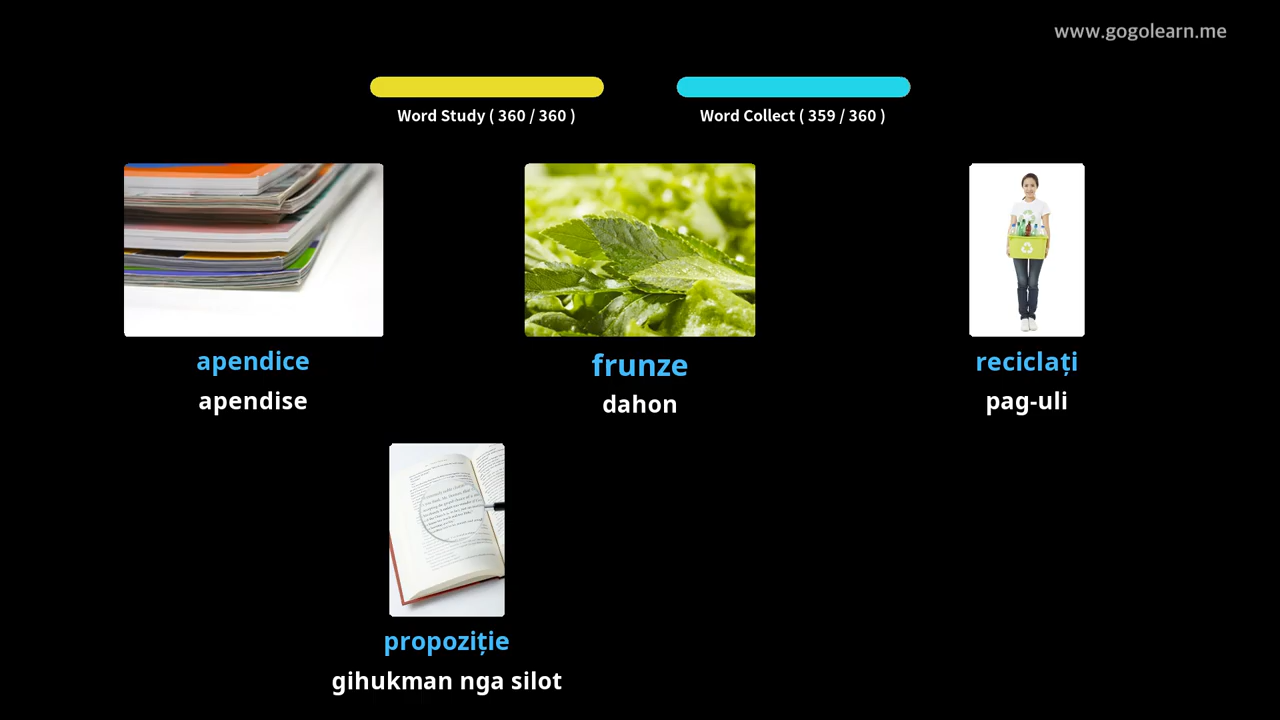 www.gogolearn.me
Word Study ( 360 / 360 )
Word Collect ( 359 / 360 )
apendice
apendise
frunze
dahon
reciclați
pag-uli
propoziție
gihukman nga silot